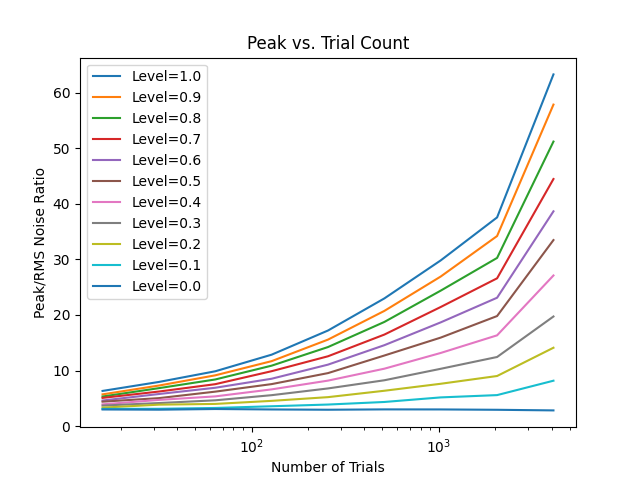 Peak vs. Trial Count
Peak/RMS Noise Ratio
60
50
40
30
20
10
0
Level=1.0
Level=0.9
Level=0.8
Level=0.7
Level=0.6
Level=0.5
Level=0.4
Level=0.3
Level=0.2
Level=0.1
Level=0.0
10²
10³
Number of Trials